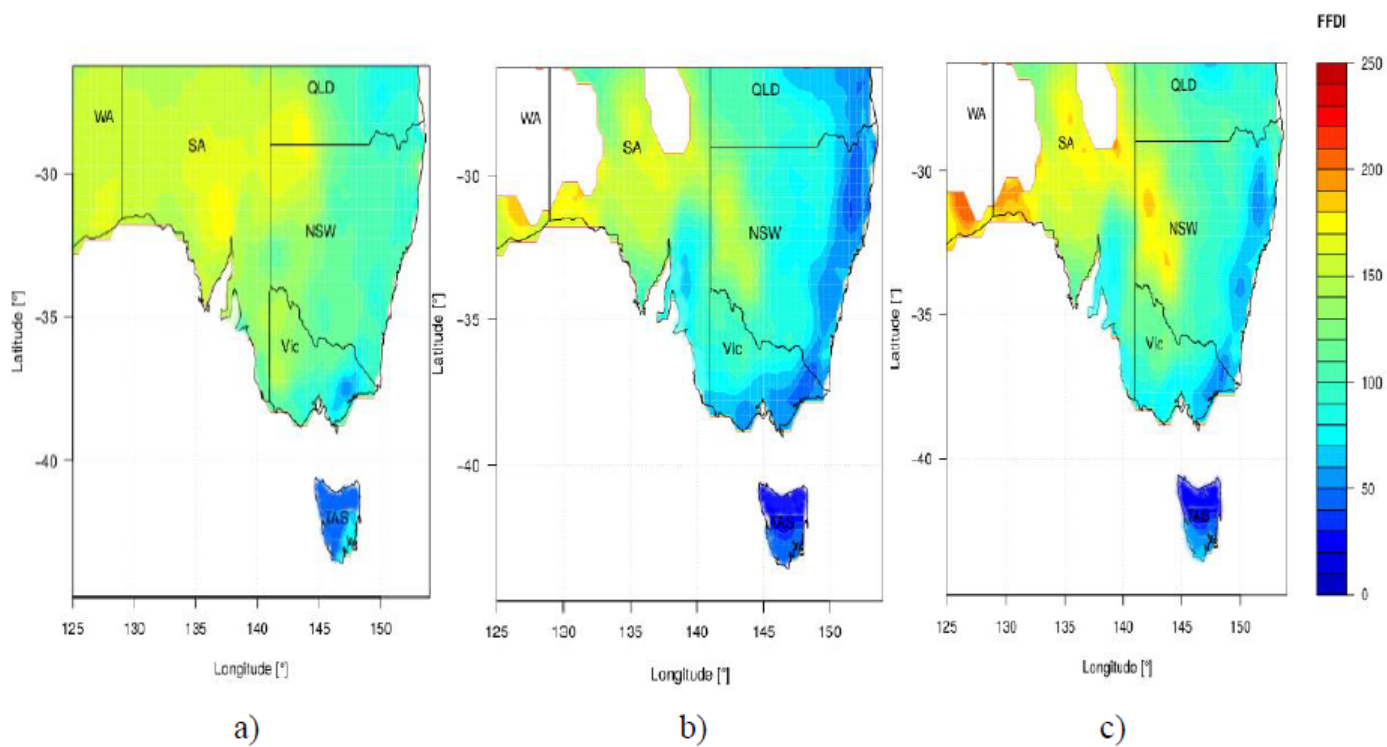 FFDI
250
200
150
100
50
0
WA
SA
QLD
NSW
Vic
TAS
-30
-35
-40
Latitude [°]
125 130 135 140 145 150
Longitude [°]
a)
WA
SA
QLD
NSW
Vic
TAS
-30
-35
-40
Latitude [°]
125 130 135 140 145 150
Longitude [°]
b)
WA
SA
QLD
NSW
Vic
TAS
-30
-35
-40
Latitude [°]
125 130 135 140 145 150
Longitude [°]
c)